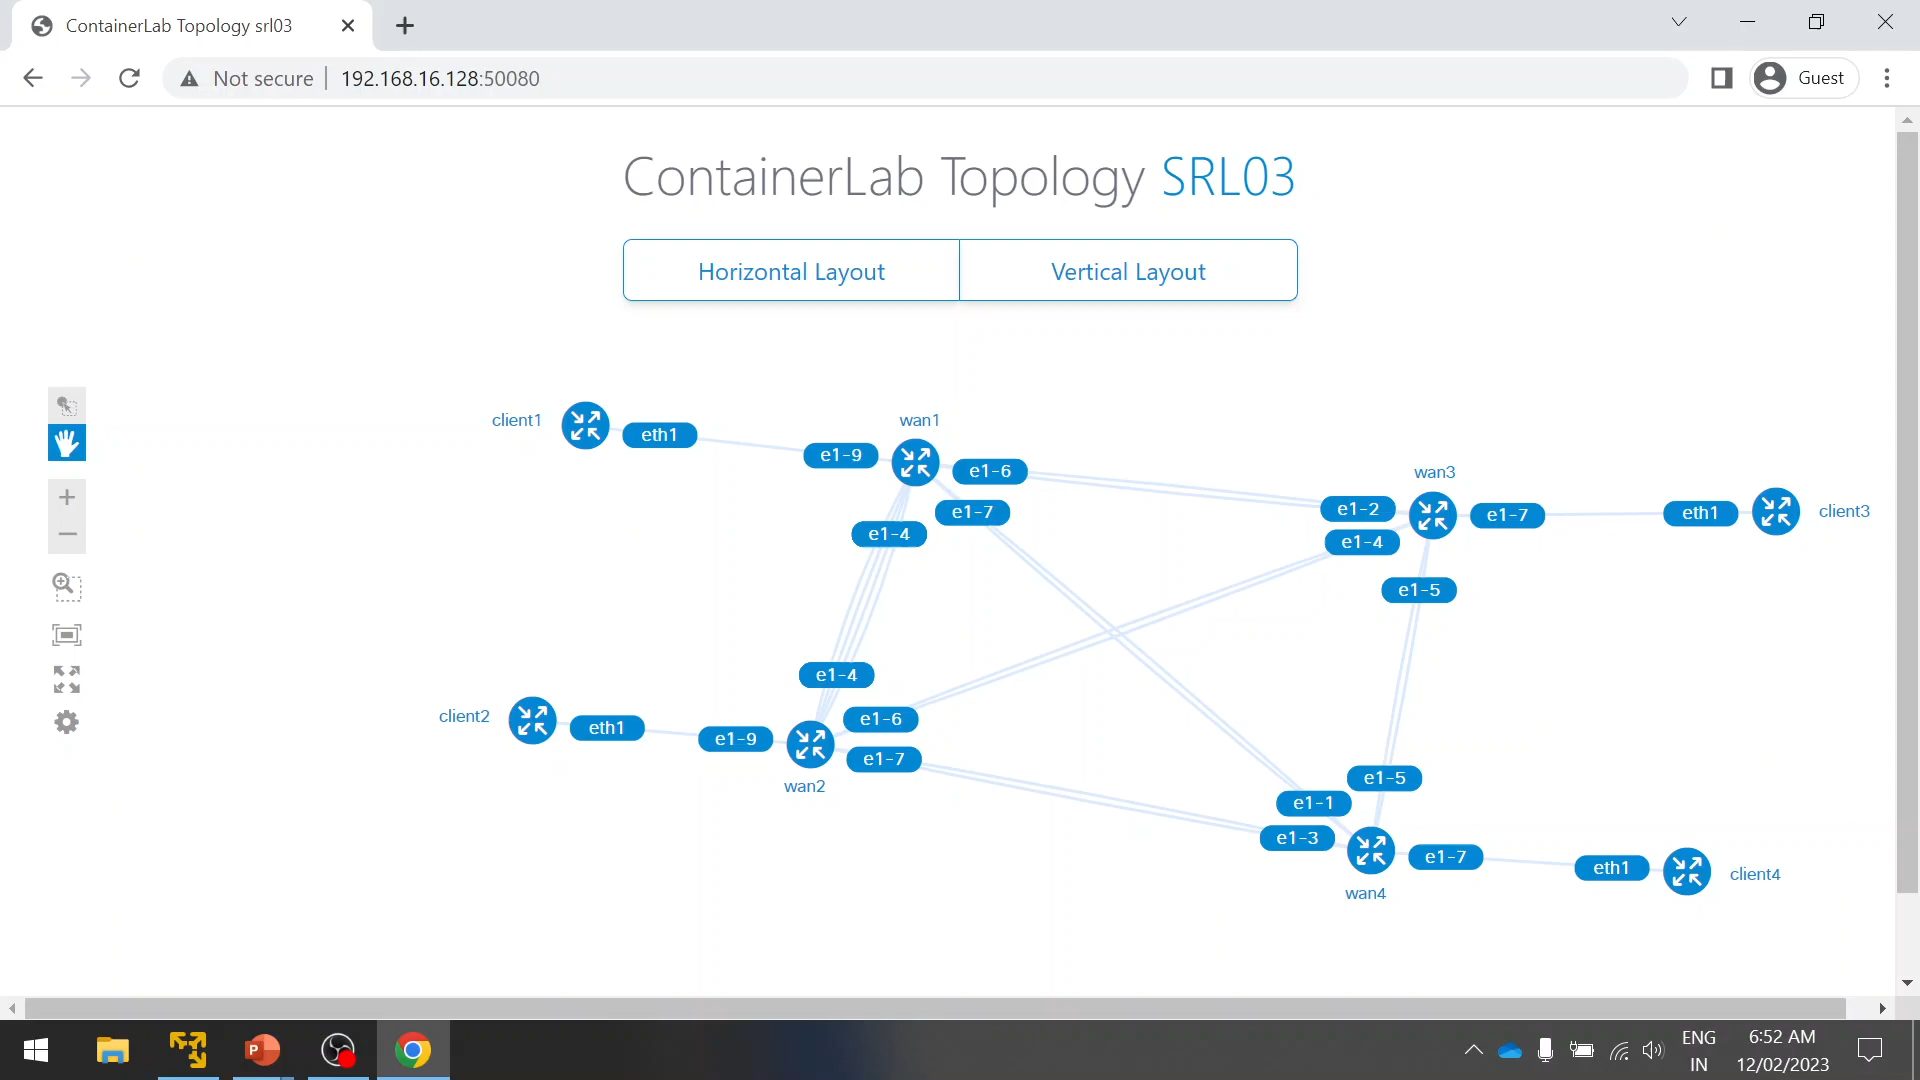 ContainerLab Topology srl03
Not secure
192.168.16.128:50080
Guest
ContainerLab Topology SRL03
Horizontal Layout
Vertical Layout
client1
eth1
e1-9
wan1
e1-6
e1-7
e1-4
wan3
e1-2
e1-4
e1-7
eth1
client3
e1-5
e1-4
client2
eth1
e1-9
e1-6
e1-7
wan2
e1-5
e1-1
e1-3
e1-7
eth1
client4
wan4
ENG
IN
6:52 AM
12/02/2023